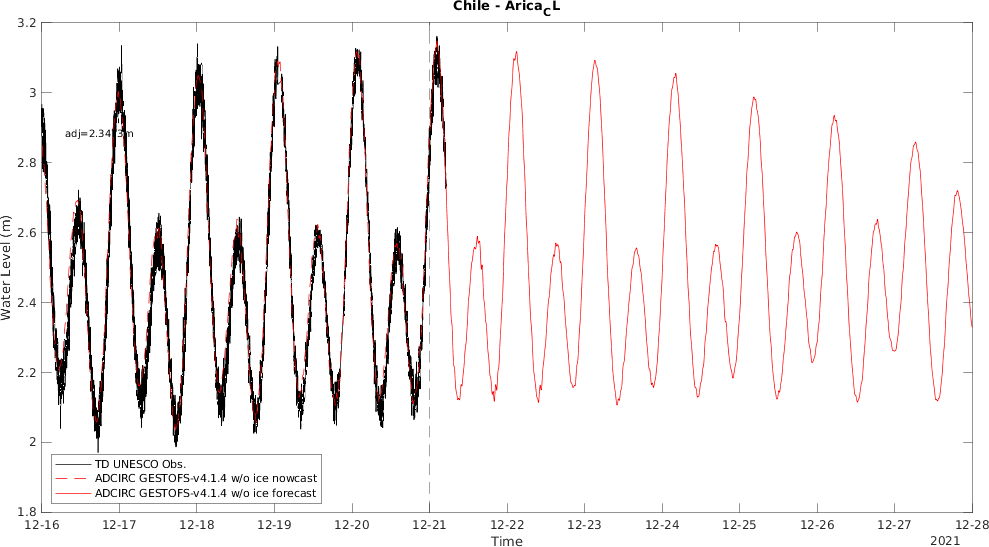 Chile - Arica_CL
3.2
3
2.8
2.6
2.4
2.2
2
1.8
Water Level (m)
adj=2.3473m
TD UNESCO Obs.
ADCIRC GESTOFS-v4.1.4 w/o ice nowcast
ADCIRC GESTOFS-v4.1.4 w/o ice forecast
12-16 12-17 12-18 12-19 12-20 12-21 12-22 12-23 12-24 12-25 12-26 12-27 12-28
Time
2021